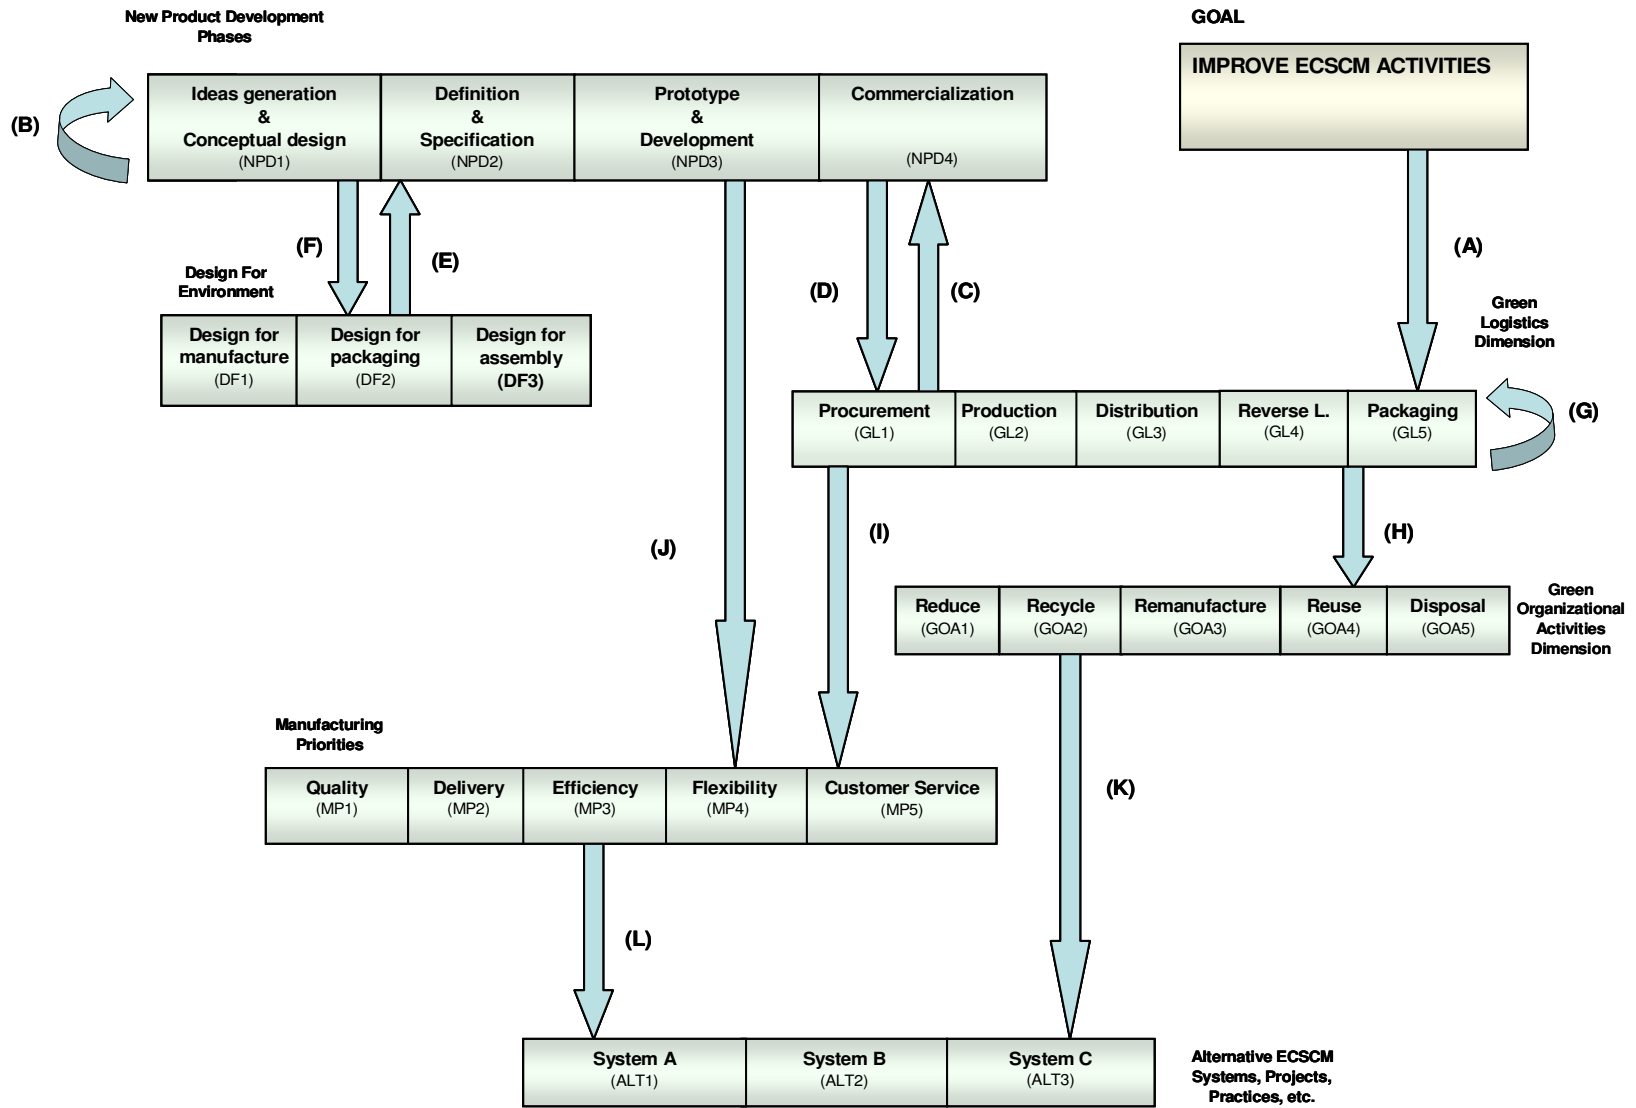 New Product Development
Phases
GOAL
IMPROVE ECSCM ACTIVITIES
Ideas generation
&
Conceptual design
(NPD1)
Definition
&
Specification
(NPD2)
Prototype
&
Development
(NPD3)
Commercialization
(NPD4)
(B)
(F)
(E)
(D)
(C)
(A)
Design For
Environment
Design for
manufacture
(DF1)
Design for
packaging
(DF2)
Design for
assembly
(DF3)
Green
Logistics
Dimension
Procurement
(GL1)
Production
(GL2)
Distribution
(GL3)
Reverse L.
(GL4)
Packaging
(GL5)
(G)
(J)
(I)
(H)
Reduce
(GOA1)
Recycle
(GOA2)
Remanufacture
(GOA3)
Reuse
(GOA4)
Disposal
(GOA5)
Green
Organizational
Activities
Dimension
Manufacturing
Priorities
Quality
(MP1)
Delivery
(MP2)
Efficiency
(MP3)
Flexibility
(MP4)
Customer Service
(MP5)
(K)
(L)
System A
(ALT1)
System B
(ALT2)
System C
(ALT3)
Alternative ECSCM
Systems, Projects,
Practices, etc.